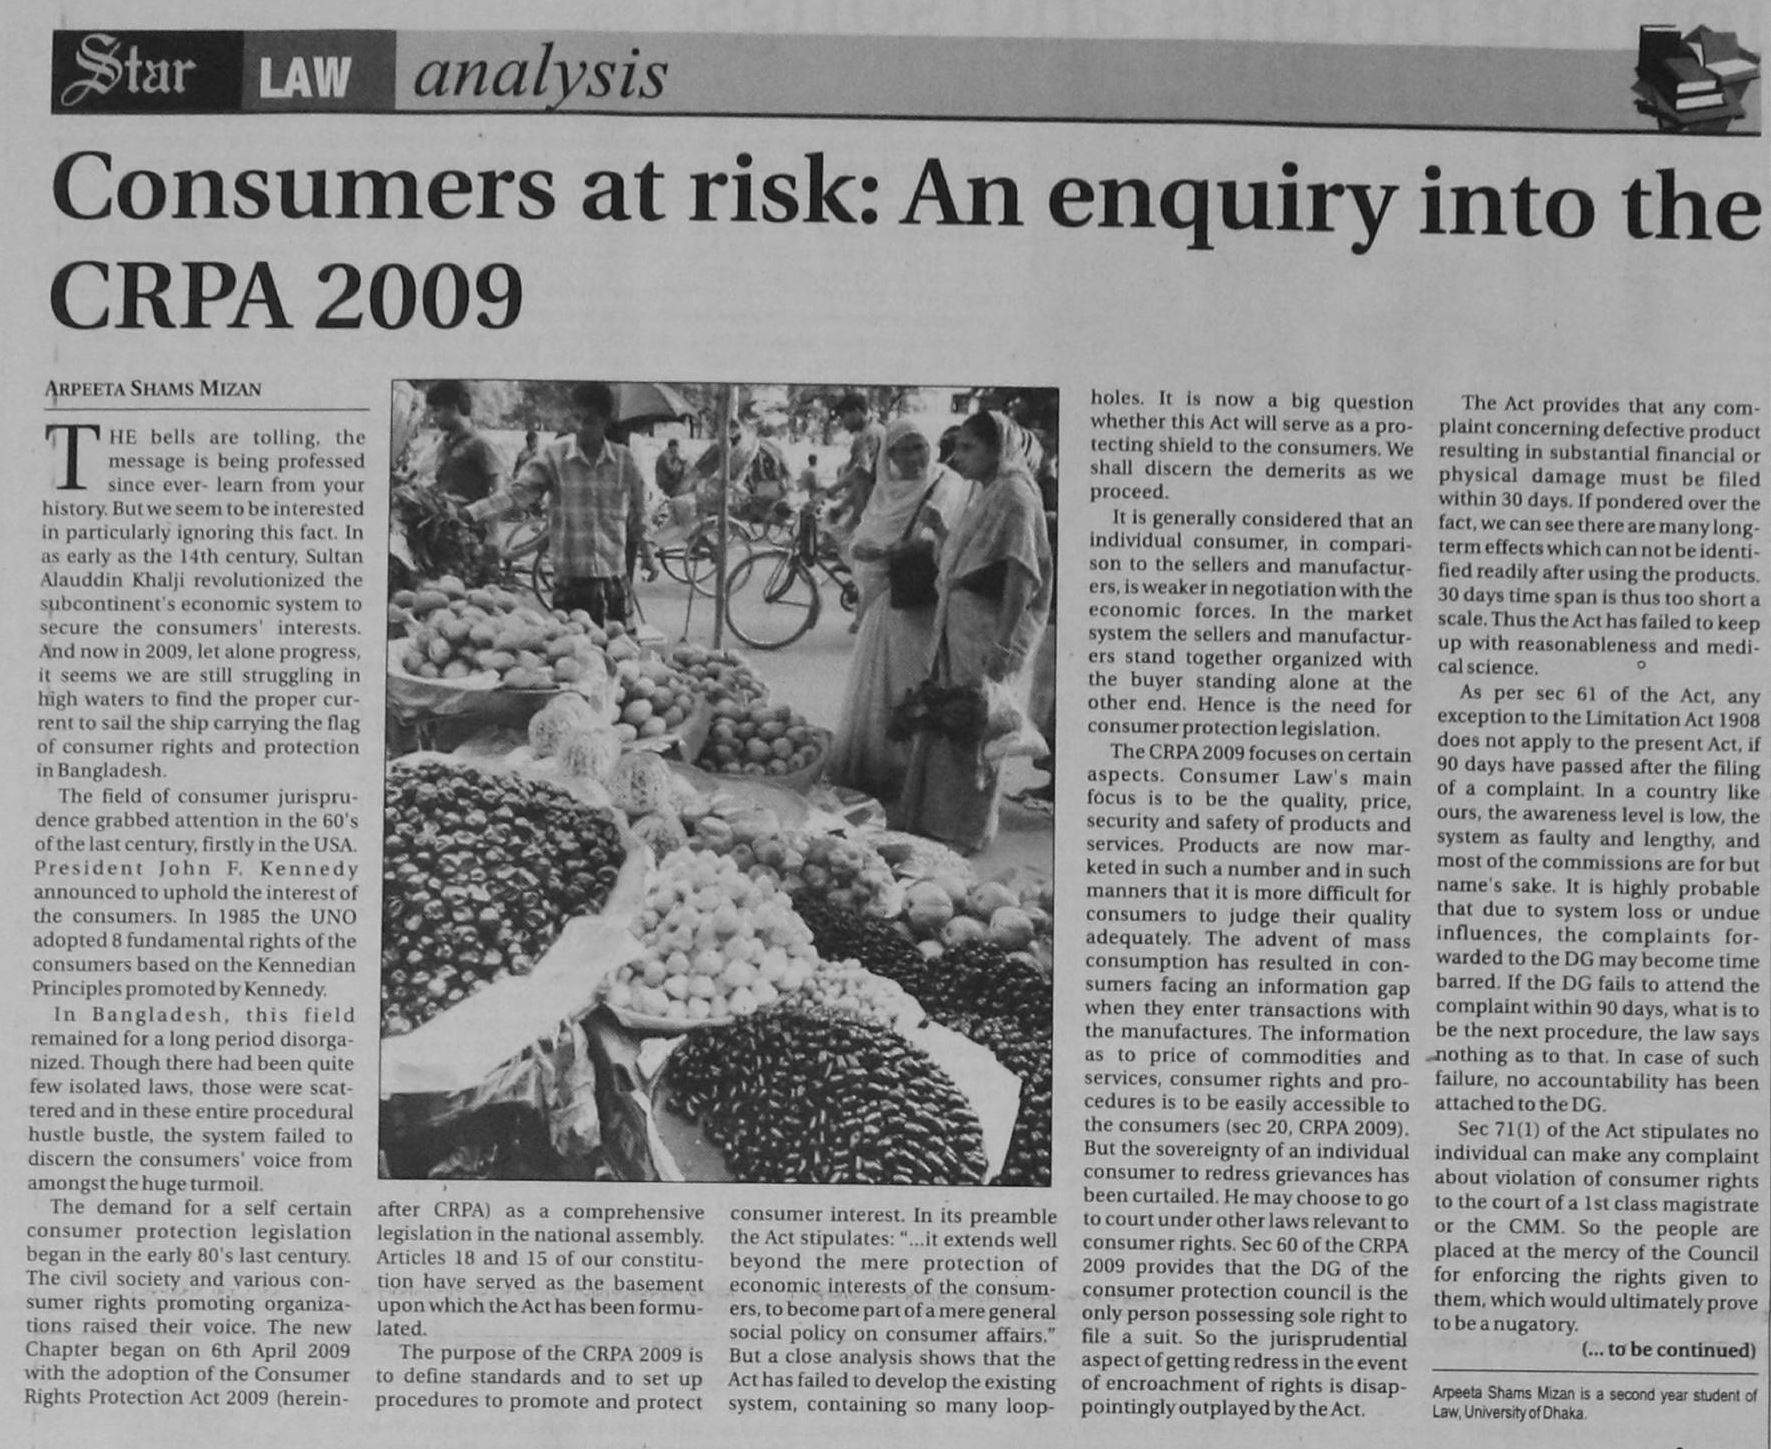 Star LAW analysis
Consumers at risk: An enquiry into the
CRPA 2009
ARPEETA SHAMS MIZAN
THE bells are tolling, the
message is being professed
since ever- learn from your
history. But we seem to be interested
in particularly ignoring this fact. In
as early as the 14th century, Sultan
Alauddin Khalji revolutionized the
subcontinent's economic system to
secure the consumers' interests.
And now in 2009, let alone progress,
it seems we are still struggling in
high waters to find the proper cur-
rent to sail the ship carrying the flag
of consumer rights and protection
in Bangladesh.
The field of consumer jurispru-
dence grabbed attention in the 60's
of the last century, firstly in the USA.
President John F. Kennedy
announced to uphold the interest of
the consumers. In 1985 the UNO
adopted 8 fundamental rights of the
consumers based on the Kennedian
Principles promoted by Kennedy.
In Bangladesh, this field
remained for a long period disorga-
nized. Though there had been quite
few isolated laws, those were scat-
tered and in these entire procedural
hustle bustle, the system failed to
discern the consumers' voice from
amongst the huge turmoil.
The demand for a self certain
consumer protection legislation
began in the early 80's last century.
The civil society and various con-
sumer rights promoting organiza-
tions raised their voice. The new
Chapter began on 6th April 2009
with the adoption of the Consumer
Rights Protection Act 2009 (herein-
after CRPA) as a comprehensive
legislation in the national assembly.
Articles 18 and 15 of our constitu-
tion have served as the basement
upon which the Act has been formu-
lated.
The purpose of the CRPA 2009 is
to define standards and to set up
procedures to promote and protect
consumer interest. In its preamble
the Act stipulates: "...it extends well
beyond the mere protection of
economic interests of the consum-
ers, to become part of a mere general
social policy on consumer affairs."
But a close analysis shows that the
Act has failed to develop the existing
system, containing so many loop-
holes. It is now a big question
whether this Act will serve as a pro-
tecting shield to the consumers. We
shall discern the demerits as we
proceed.
It is generally considered that an
individual consumer, in compari-
son to the sellers and manufactur-
ers, is weaker in negotiation with the
economic forces. In the market
system the sellers and manufactur-
ers stand together organized with
the buyer standing alone at the
other end. Hence is the need for
consumer protection legislation.
The CRPA 2009 focuses on certain
aspects. Consumer Law's main
focus is to be the quality, price,
security and safety of products and
services. Products are now mar-
keted in such a number and in such
manners that it is more difficult for
consumers to judge their quality
adequately. The advent of mass
consumption has resulted in con-
sumers facing an information gap
when they enter transactions with
the manufactures. The information
as to price of commodities and
services, consumer rights and pro-
cedures is to be easily accessible to
the consumers (sec 20, CRPA 2009).
But the sovereignty of an individual
consumer to redress grievances has
been curtailed. He may choose to go
to court under other laws relevant to
consumer rights. Sec 60 of the CRPA
2009 provides that the DG of the
consumer protection council is the
only person possessing sole right to
file a suit. So the jurisprudential
aspect of getting redress in the event
of encroachment of rights is disap-
pointingly outplayed by the Act.
The Act provides that any com-
plaint concerning defective product
resulting in substantial financial or
physical damage must be filed
within 30 days. If pondered over the
fact, we can see there are many long-
term effects which can not be identi-
fied readily after using the products.
30 days time span is thus too short a
scale. Thus the Act has failed to keep
up with reasonableness and medi-
cal science.
As per sec 61 of the Act, any
exception to the Limitation Act 1908
does not apply to the present Act, if
90 days have passed after the filing
of a complaint. In a country like
ours, the awareness level is low, the
system as faulty and lengthy, and
most of the commissions are for but
name's sake. It is highly probable
that due to system loss or undue
influences, the complaints for-
warded to the DG may become time
barred. If the DG fails to attend the
complaint within 90 days, what is to
be the next procedure, the law says
nothing as to that. In case of such
failure, no accountability has been
attached to the DG.
Sec 71(1) of the Act stipulates no
individual can make any complaint
about violation of consumer rights
to the court of a 1st class magistrate
or the CMM. So the people are
placed at the mercy of the Council
for enforcing the rights given to
them, which would ultimately prove
to be a nugatory.
(... to be continued)
Arpeeta Shams Mizan is a second year student of
Law, University of Dhaka.